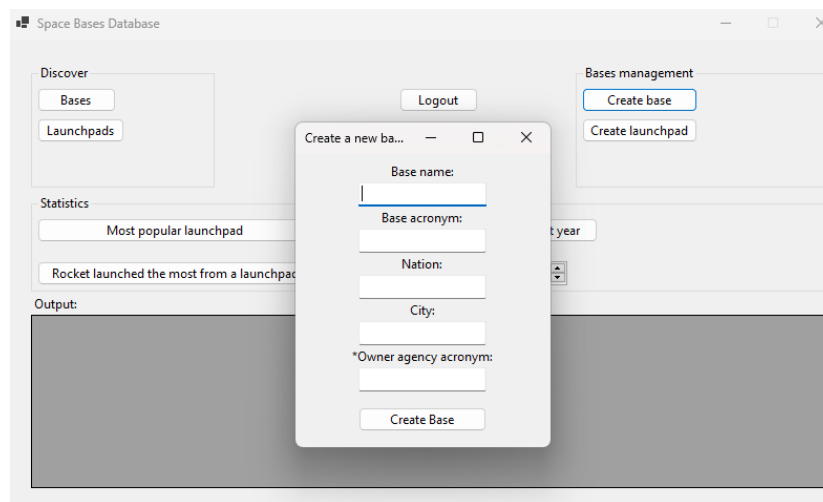 Space Bases Database
Discover
Bases
Launchpads
Logout
Bases management
Create base
Create launchpad
Statistics
Most popular launchpad
t year
Rocket launched the most from a launchpad
Output:
Create a new ba...
Base name:
Base acronym:
Nation:
City:
*Owner agency acronym:
Create Base